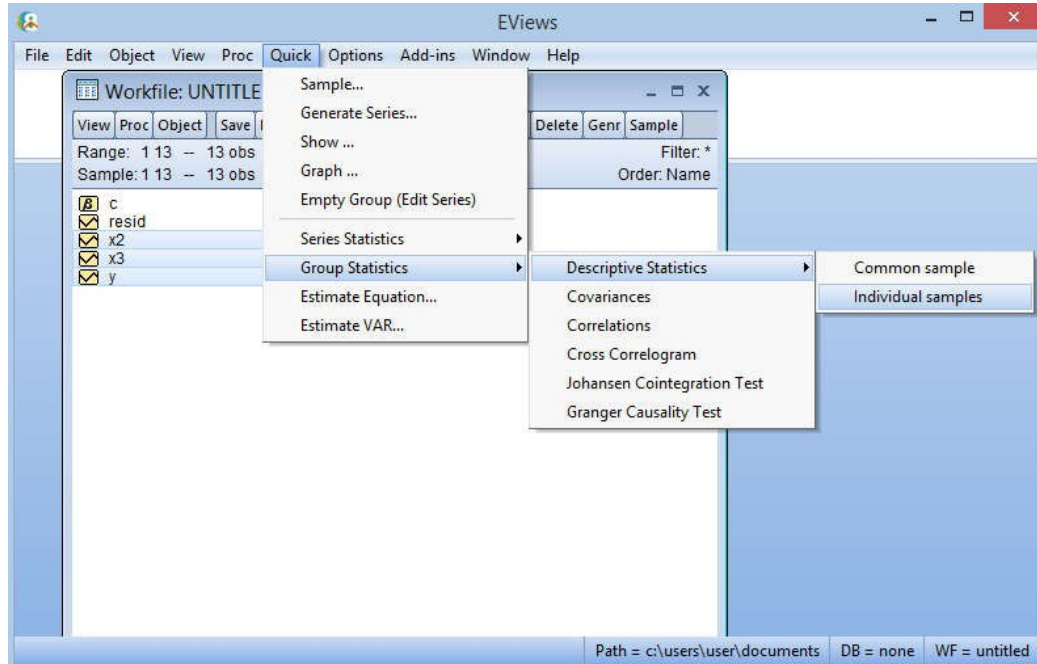 EViews
File Edit Object View Proc Quick Options Add-ins Window Help
Workfile: UNTITLE
View Proc Object Save Delete Genr Sample
Range: 1 13 -- 13 obs Filter: *
Sample: 1 13 -- 13 obs Order: Name
c
resid
x2
x3
y
Sample...
Generate Series...
Show ...
Graph ...
Empty Group (Edit Series)
Series Statistics
Group Statistics
Estimate Equation...
Estimate VAR...
Descriptive Statistics
Covariances
Correlations
Cross Correlogram
Johansen Cointegration Test
Granger Causality Test
Common sample
Individual samples
Path = c:\users\user\documents DB = none WF = untitled